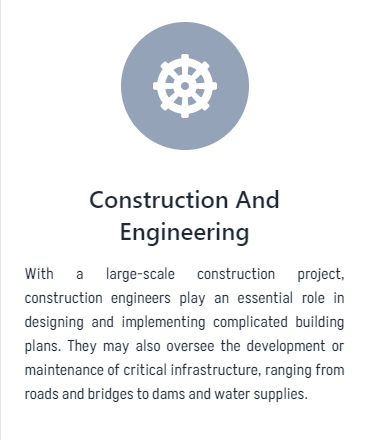 Construction And
Engineering
With a large-scale construction project,
construction engineers play an essential role in
designing and implementing complicated building
plans. They may also oversee the development or
maintenance of critical infrastructure, ranging from
roads and bridges to dams and water supplies.